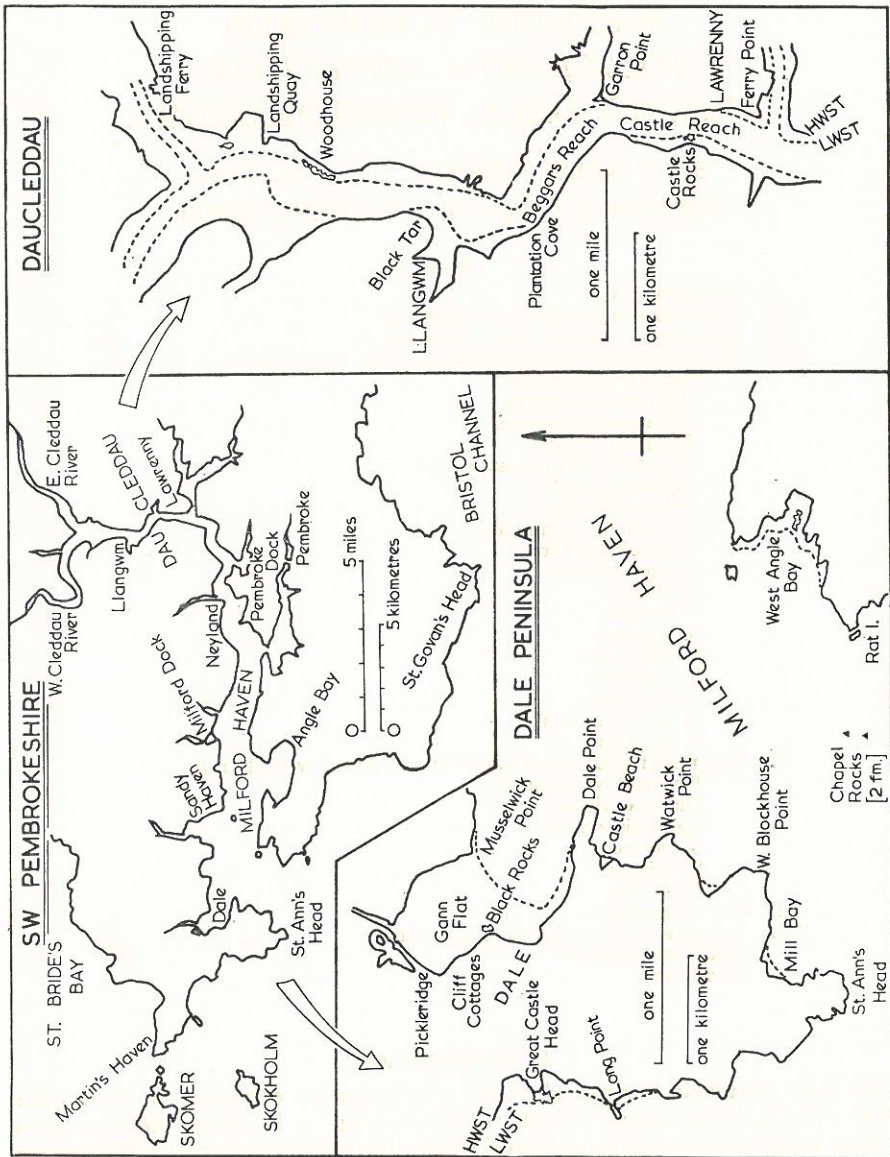 SW PEMBROKESHIRE
ST. BRIDE'S
BAY
Martin's Haven
SKOMER
SKOKHOLM
Dale
St. Ann's
Head
Sandy
Haven
MILFORD
HAVEN
Milford Dock
Angle Bay
Neyland
Pembroke
Dock
Pembroke
W. Cleddau
River
E. Cleddau
River
Llangwm
DAU
CLEDDAU
Lawrenny
St. Govan's Head
BRISTOL
CHANNEL
O
5 miles
O
5 kilometres
DAUCLEDDAU
Landshipping
Ferry
Landshipping
Quay
Woodhouse
Black Tar
LLANGWM
Beggars Reach
Plantation
Cove
Garron
Point
Castle Reach
Castle
Rocks
LAWRENNY
Ferry Point
HWST
LWST
one mile
one kilometre
DALE PENINSULA
Pickleridge
Gann
Flat
Musselwick
Point
Black Rocks
Cliff
Cottages
DALE
Dale Point
Castle Beach
Watwick
Point
W. Blockhouse
Point
Mill Bay
St. Ann's
Head
Great Castle
Head
Long Point
HWST
LWST
one mile
one kilometre
MILFORD
HAVEN
West Angle
Bay
Rat I.
Chapel
Rocks
[2 fm.]